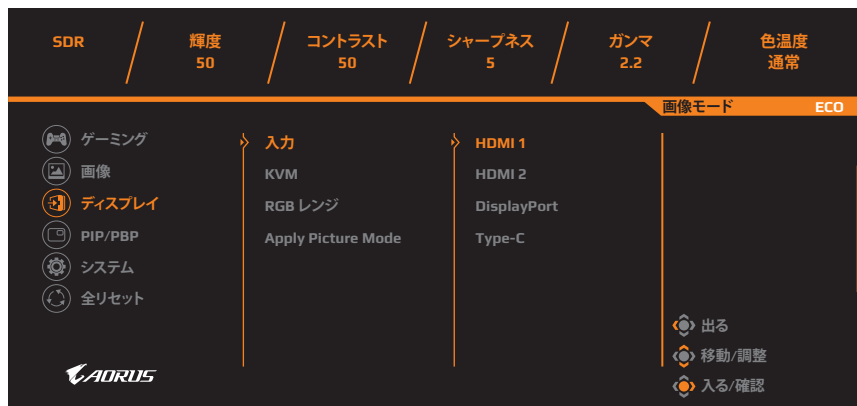 SDR
輝度
50
コントラスト
50
シャープネス
5
ガンマ
2.2
色温度
通常
画像モード ECO
ゲーミング
画像
ディスプレイ
PIP/PBP
システム
全リセット
入力
KVM
RGB レンジ
Apply Picture Mode
HDMI 1
HDMI 2
DisplayPort
Type-C
出る
移動/調整
入る/確認
AORUS